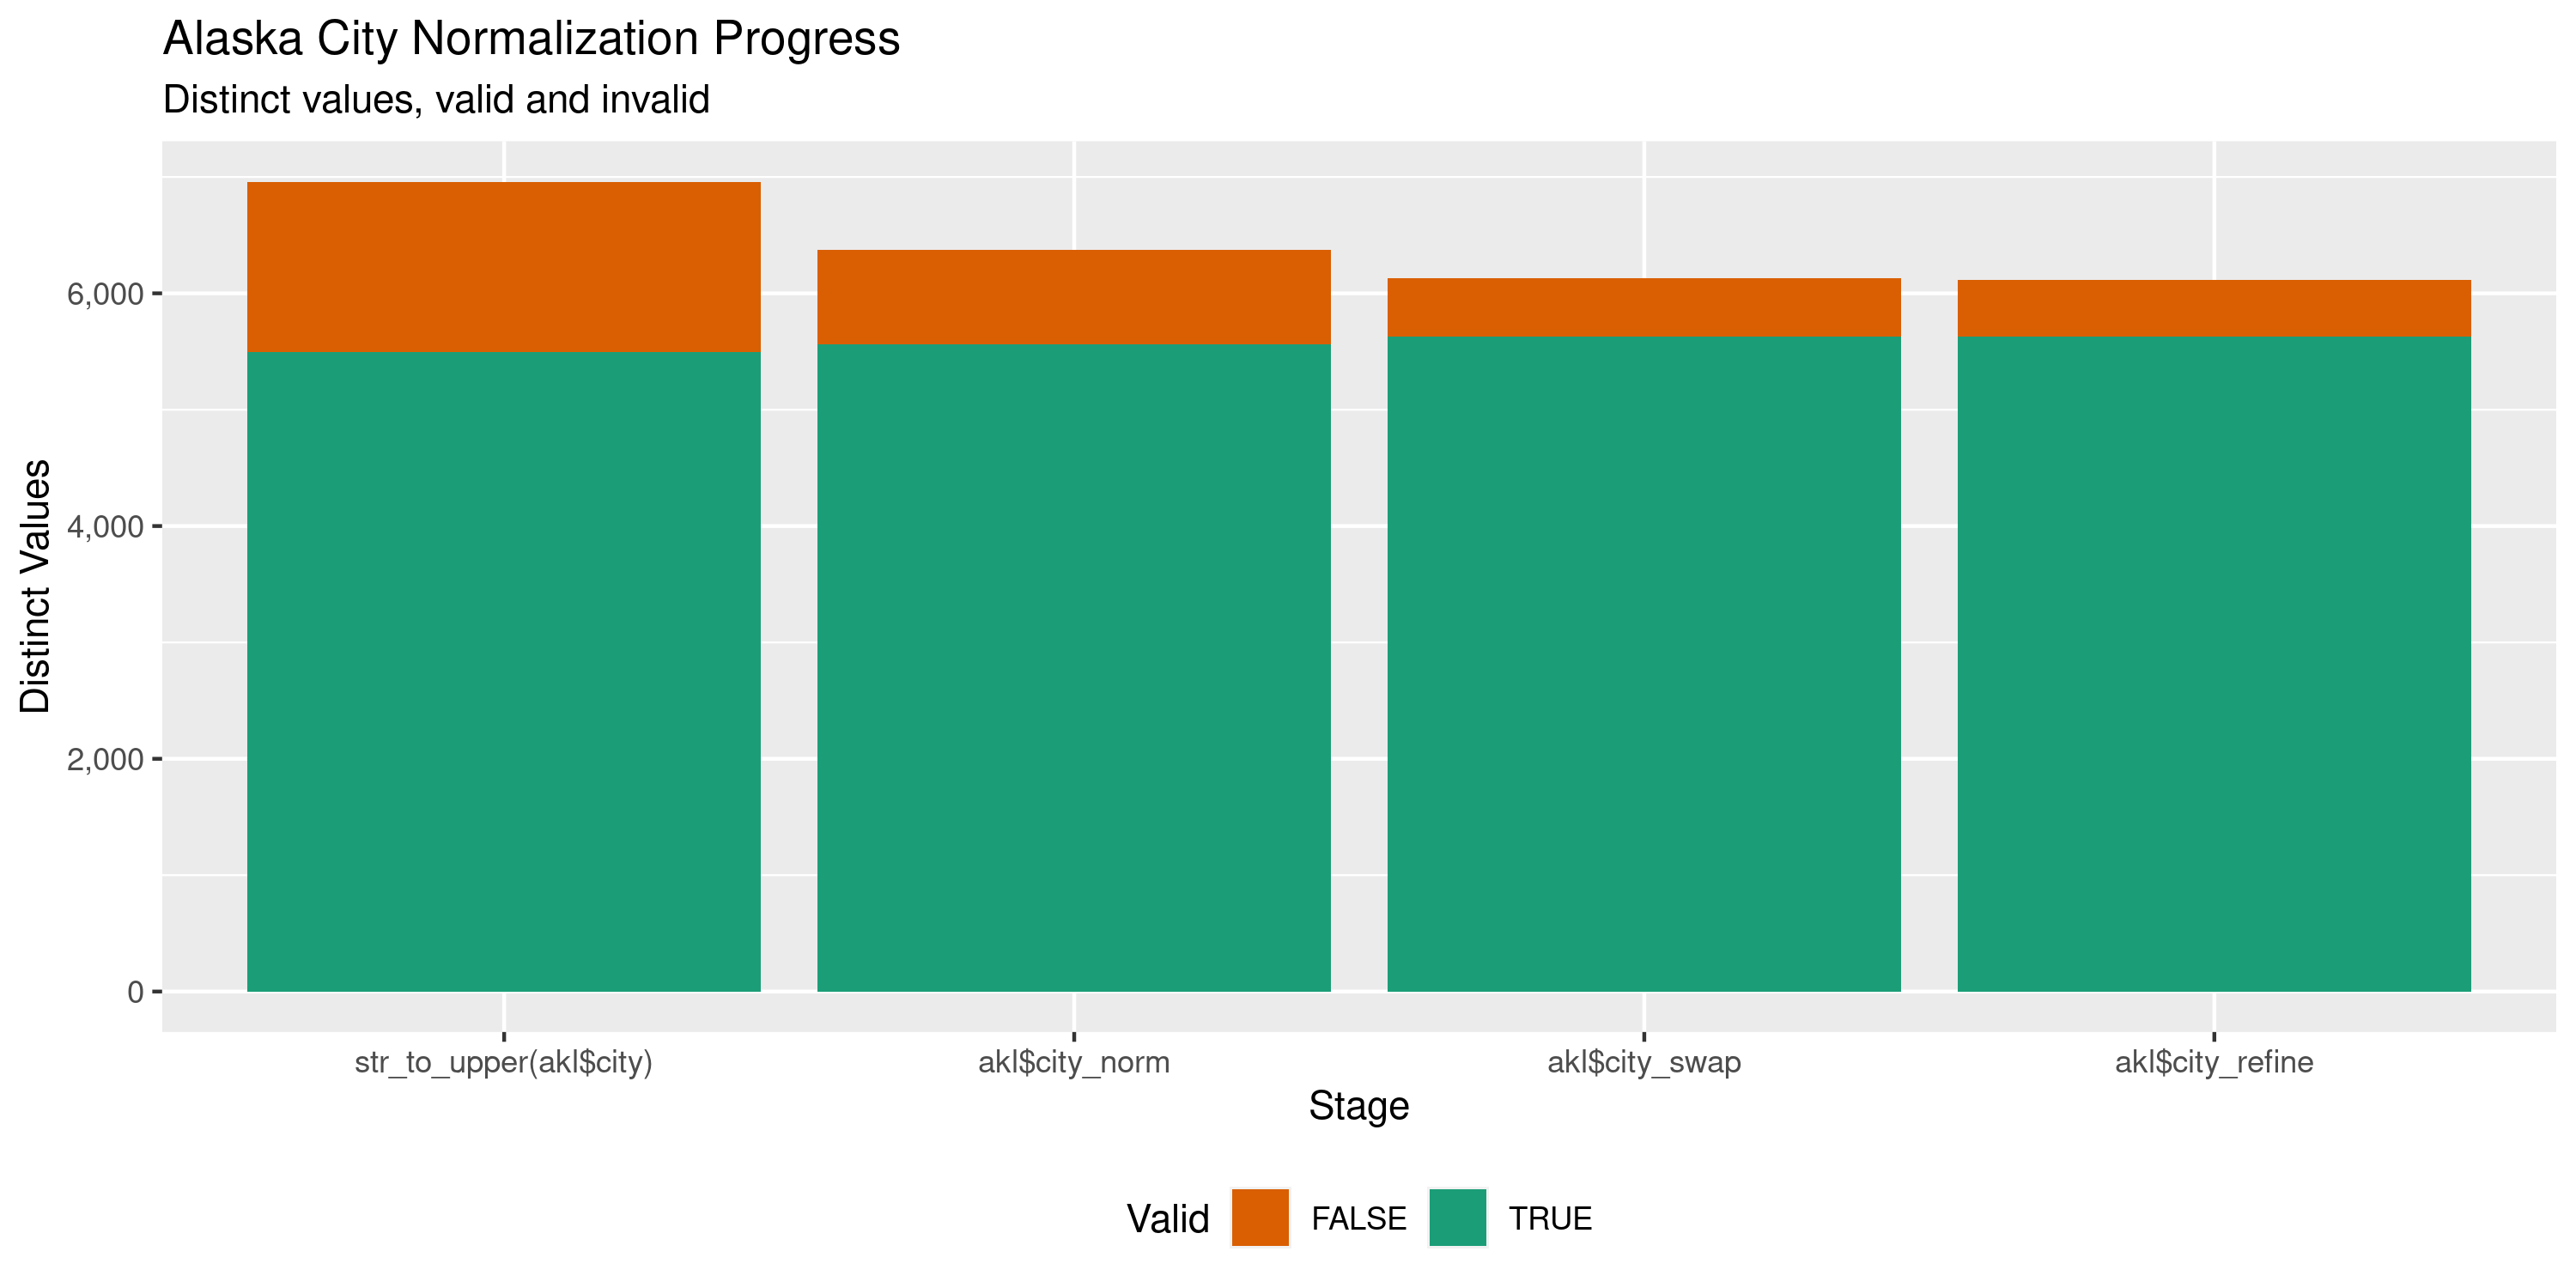 Alaska City Normalization Progress
Distinct values, valid and invalid
Distinct Values
6,000
4,000
2,000
0
str_to_upper(akl$city)
akl$city_norm
akl$city_swap
akl$city_refine
Stage
Valid
FALSE
TRUE